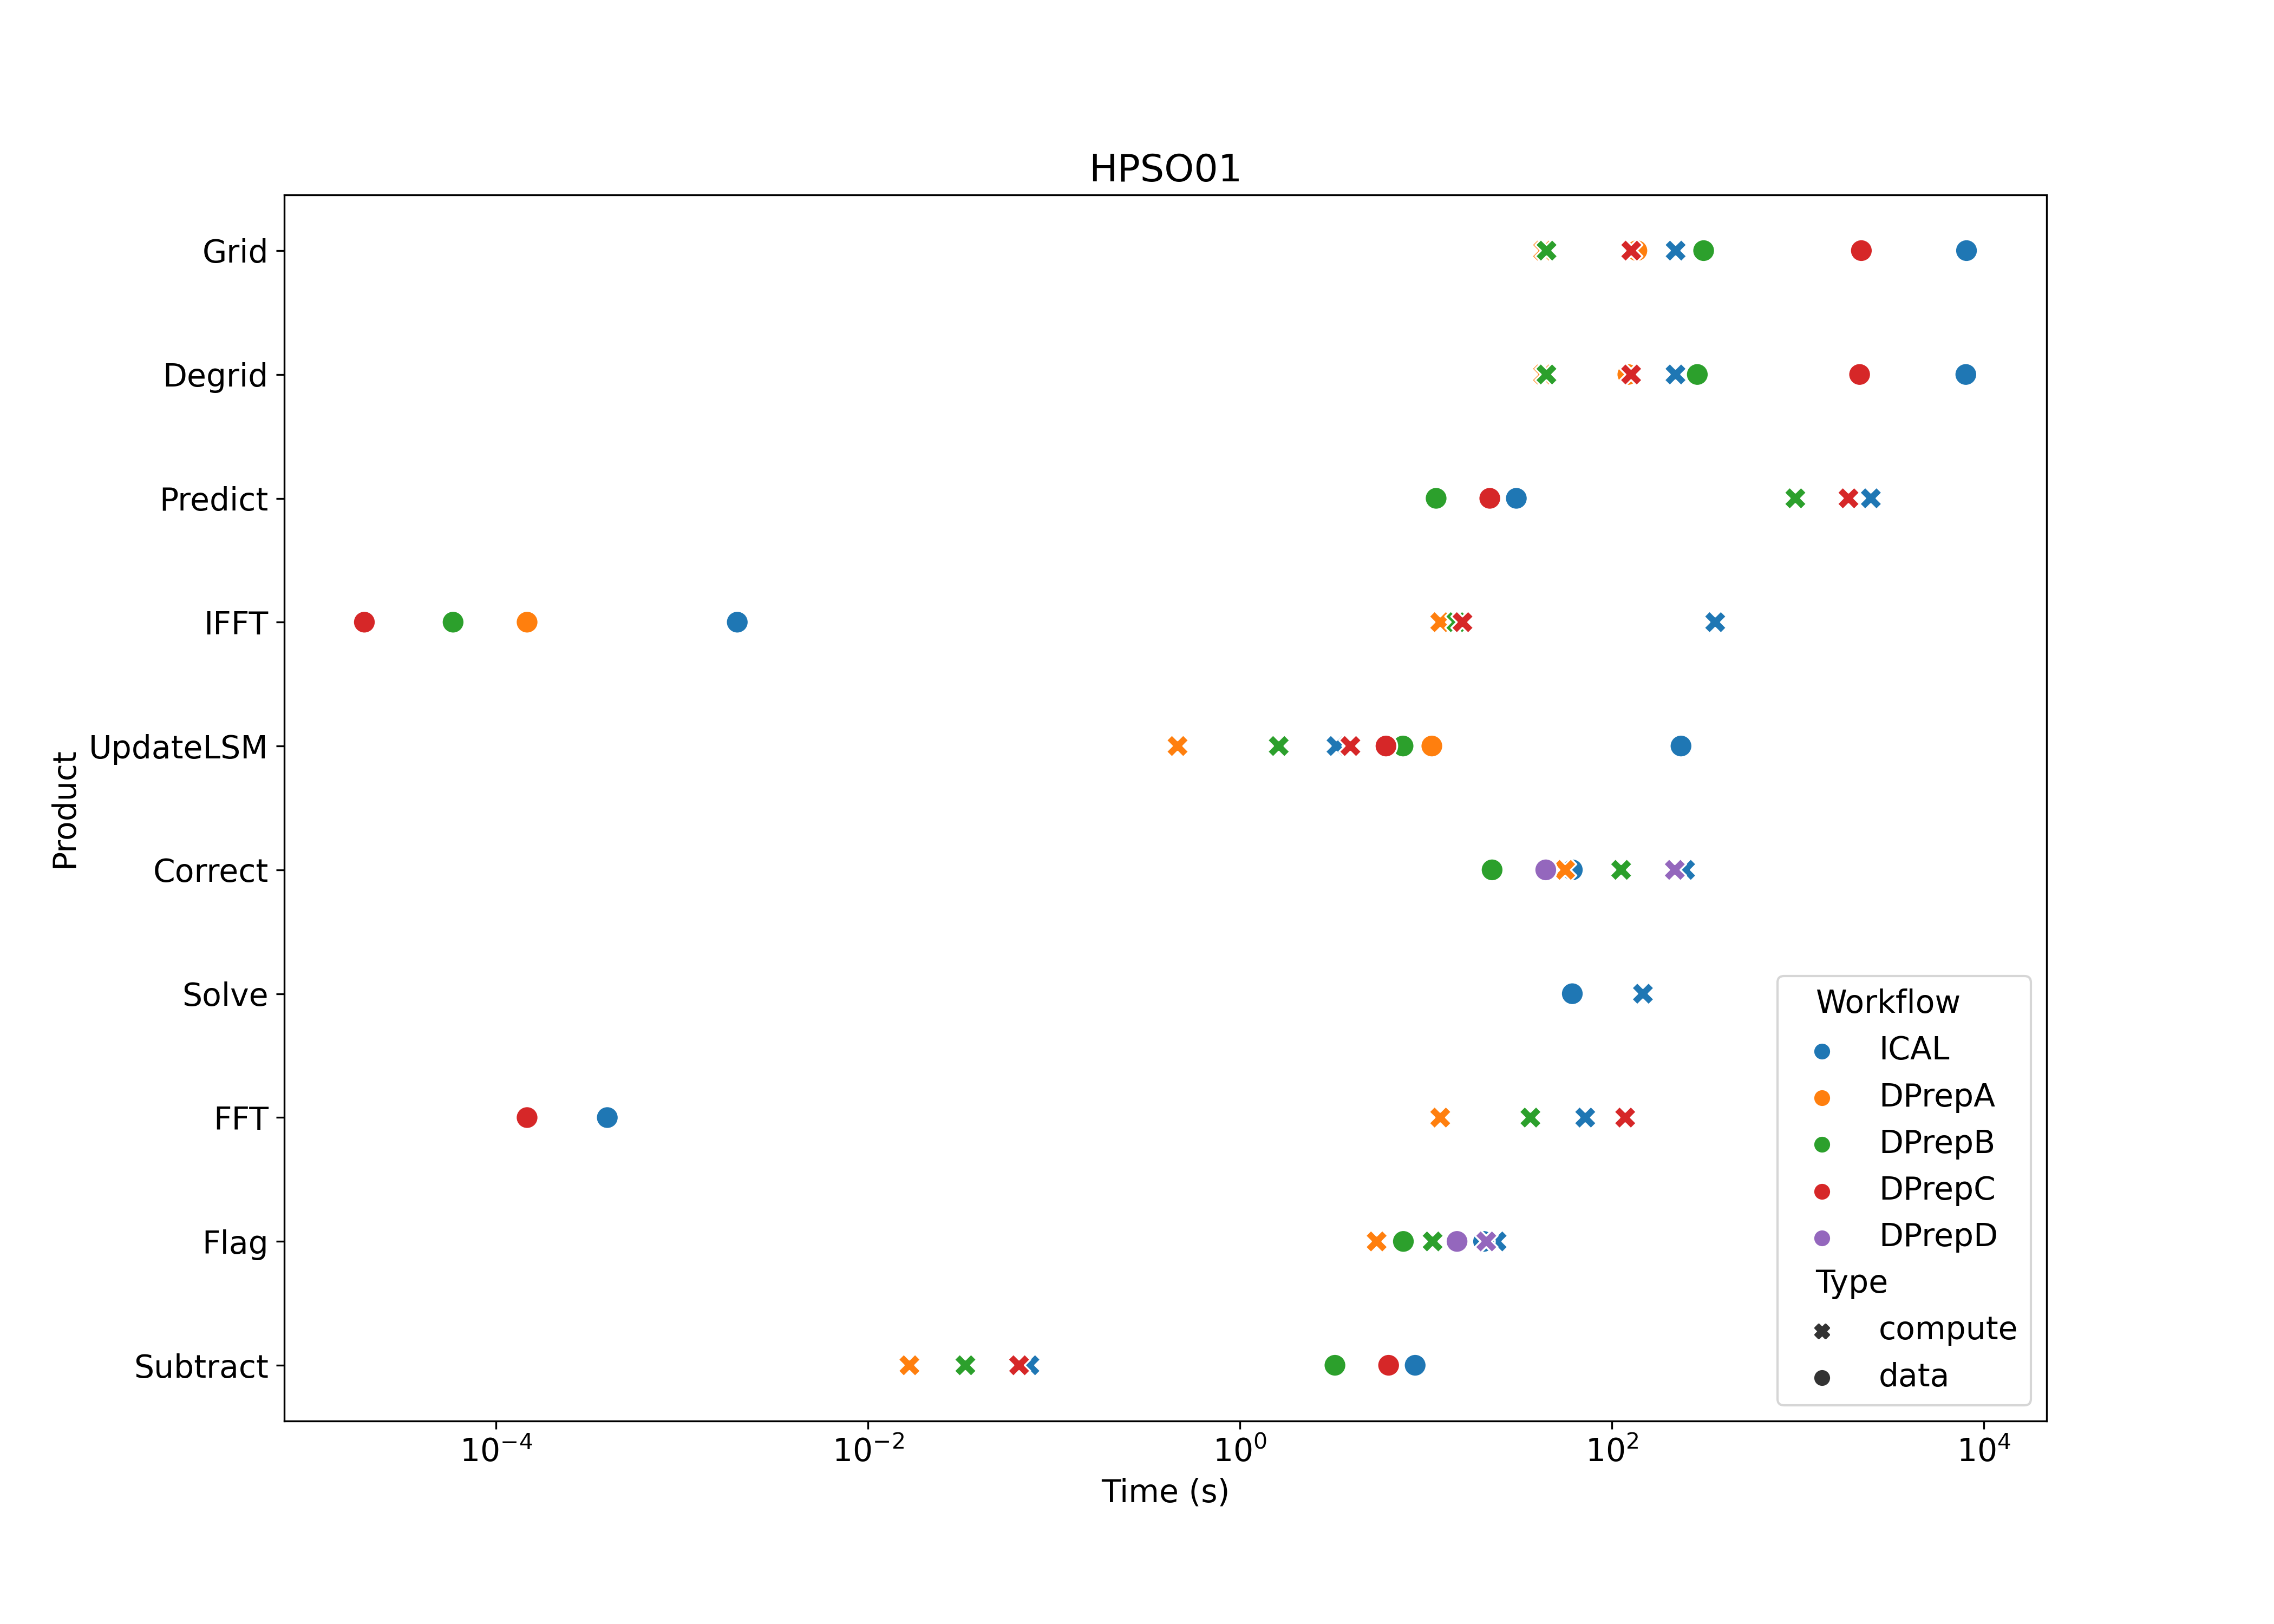 HPSO01
Grid
Degrid
Predict
IFFT
UpdateLSM
Correct
Solve
FFT
Flag
Subtract
Product
10⁻⁴ 10⁻² 10⁰ 10² 10⁴
Time (s)
Workflow
ICAL
DPrepA
DPrepB
DPrepC
DPrepD
Type
compute
data